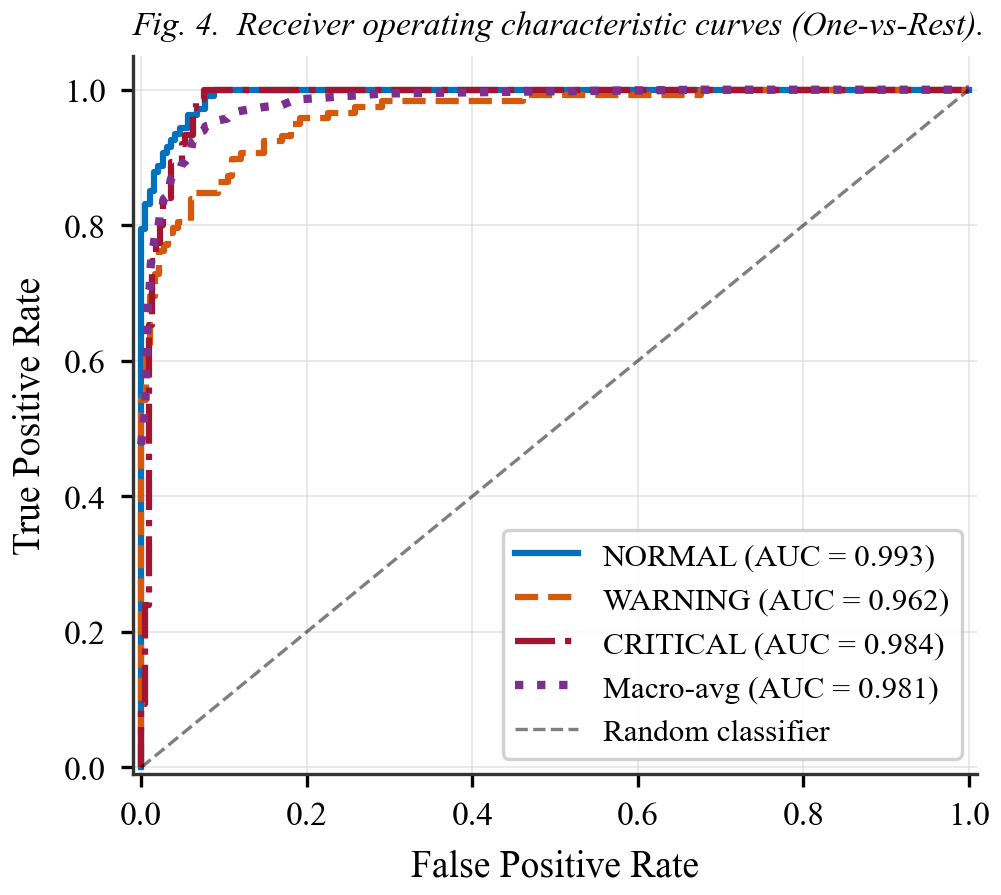 Fig. 4. Receiver operating characteristic curves (One-vs-Rest).
True Positive Rate
1.0
0.8
0.6
0.4
0.2
0.0
NORMAL (AUC = 0.993)
WARNING (AUC = 0.962)
CRITICAL (AUC = 0.984)
Macro-avg (AUC = 0.981)
Random classifier
0.0 0.2 0.4 0.6 0.8 1.0
False Positive Rate